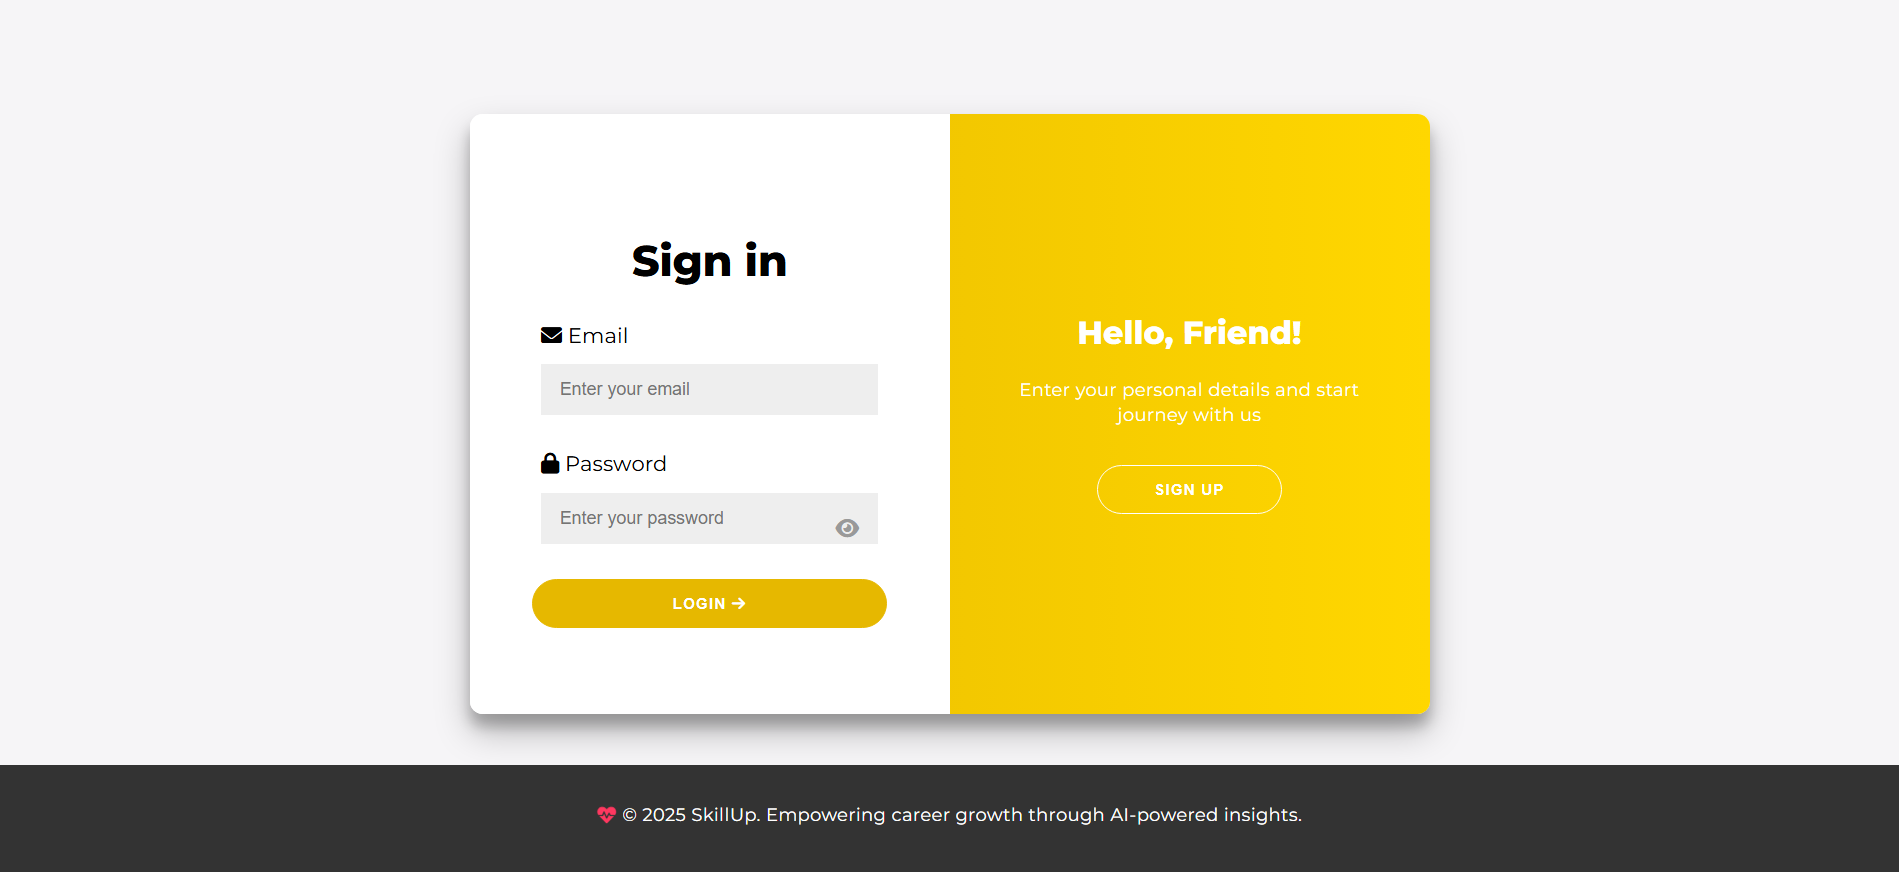 Sign in
Email
Enter your email
Password
Enter your password
LOGIN →
Hello, Friend!
Enter your personal details and start
journey with us
SIGN UP
© 2025 SkillUp. Empowering career growth through AI-powered insights.